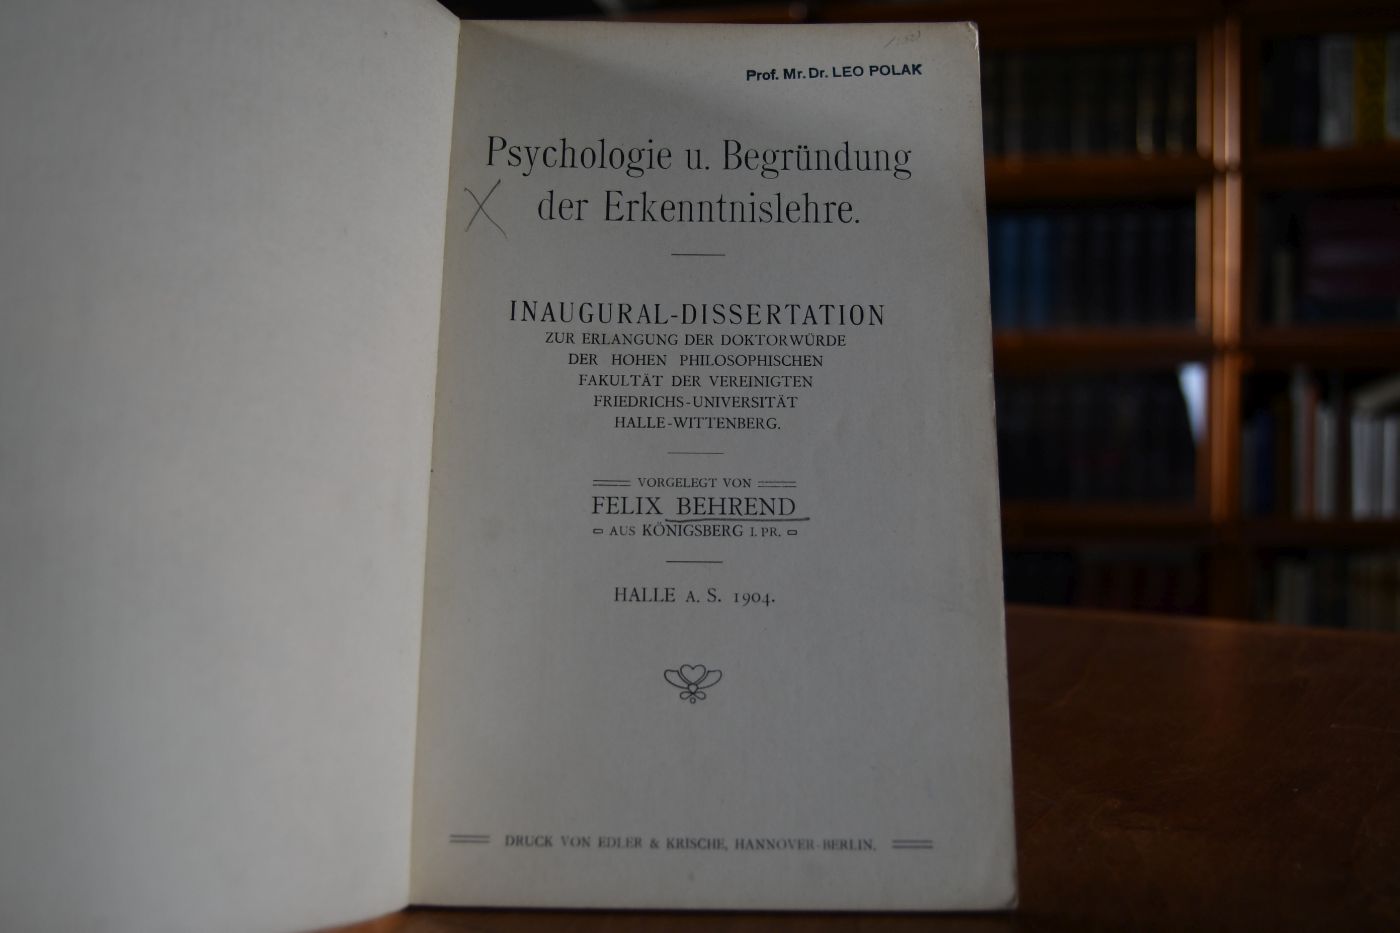 Prof. Mr. Dr. LEO POLAK
Psychologie u. Begründung
der Erkenntnislehre.
INAUGURAL-DISSERTATION
ZUR ERLANGUNG DER DOKTORWÜRDE
DER HOHEN PHILOSOPHISCHEN
FAKULTÄT DER VEREINIGTEN
FRIEDRICHS-UNIVERSITÄT
HALLE-WITTENBERG.
VORGELEGT VON
FELIX BEHREND
AUS KÖNIGSBERG I. PR.
HALLE A. S. 1904.
DRUCK VON EDLER & KRISCHE, HANNOVER-BERLIN.